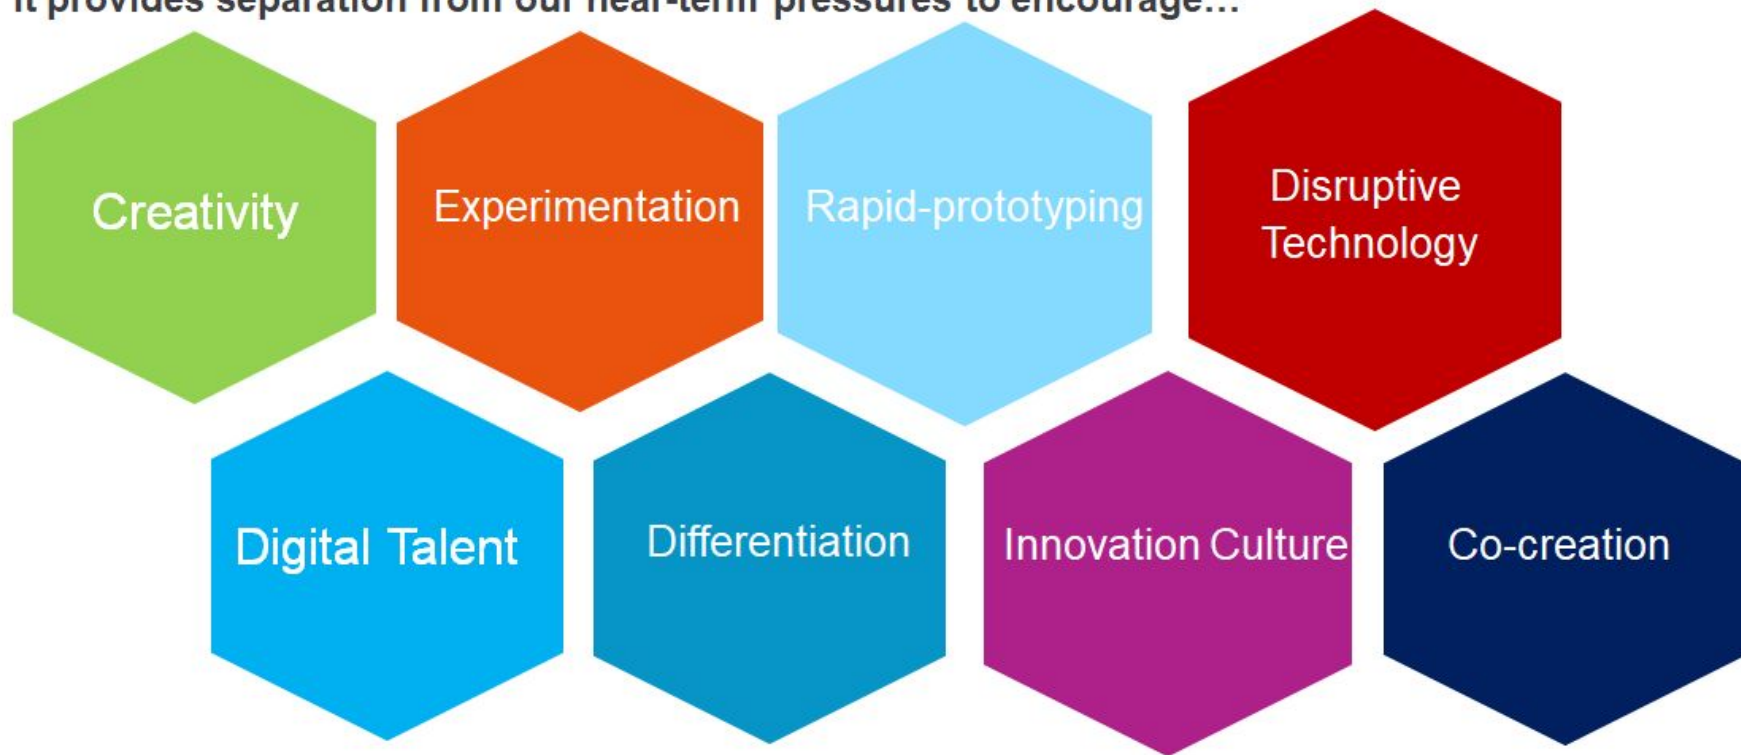 It provides separation from our near-term pressures to encourage...
Creativity
Experimentation
Rapid-prototyping
Disruptive
Technology
Digital Talent
Differentiation
Innovation Culture
Co-creation